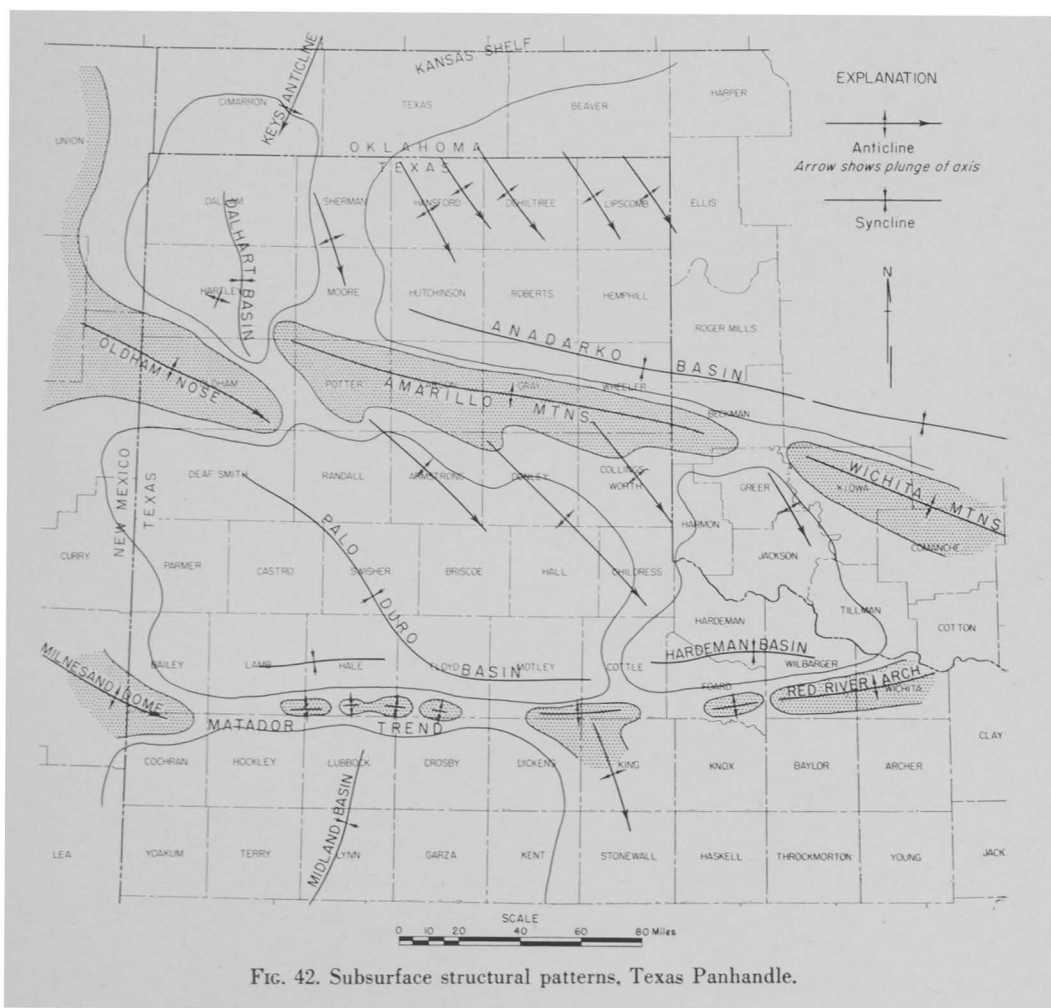 KANSAS SHELF
KEYS ANTICLINE
CIMARRON
TEXAS
BEAVER
HARPER
EXPLANATION
Anticline
Arrow shows plunge of axis
Syncline
UNION
OKLAHOMA
TEXAS
DALLAM
SHERMAN
HANSFORD
OCHILTREE
LIPSCOMB
ELLIS
DALHART BASIN
HARTLEY
MOORE
HUTCHINSON
ROBERTS
HEMPHILL
ROGER MILLS
N
ANADARKO BASIN
OLDHAM NOSE
OLDHAM
POTTER
CARSON
GRAY
WHEELER
BECKMAN
AMARILLO MTNS
NEW MEXICO
TEXAS
DEAF SMITH
RANDALL
ARMSTRONG
DONLEY
COLLINGS
WORTH
GREER
KIOWA
WICHITA MTNS
HARMON
COMANCHE
CURRY
PARMER
CASTRO
SWISHER
BRISCOE
HALL
CHILDRESS
JACKSON
PALO DURO BASIN
HARDEMAN
TILLMAN
COTTON
MILNESAND DOME
BAILEY
LAMB
HALE
FLOYD
MOTLEY
COTTLE
HARDEMAN BASIN
WILBARGER
FOARD
RED RIVER ARCH
WICHITA
MATADOR TREND
CLAY
COCHRAN
HOCKLEY
LUBBOCK
CROSBY
DICKENS
KING
KNOX
BAYLOR
ARCHER
MIDLAND BASIN
LEA
YOAKUM
TERRY
LYNN
GARZA
KENT
STONEWALL
HASKELL
THROCKMORTON
YOUNG
JACK
SCALE
0 10 20 40 60 80 Miles
FIG. 42. Subsurface structural patterns, Texas Panhandle.